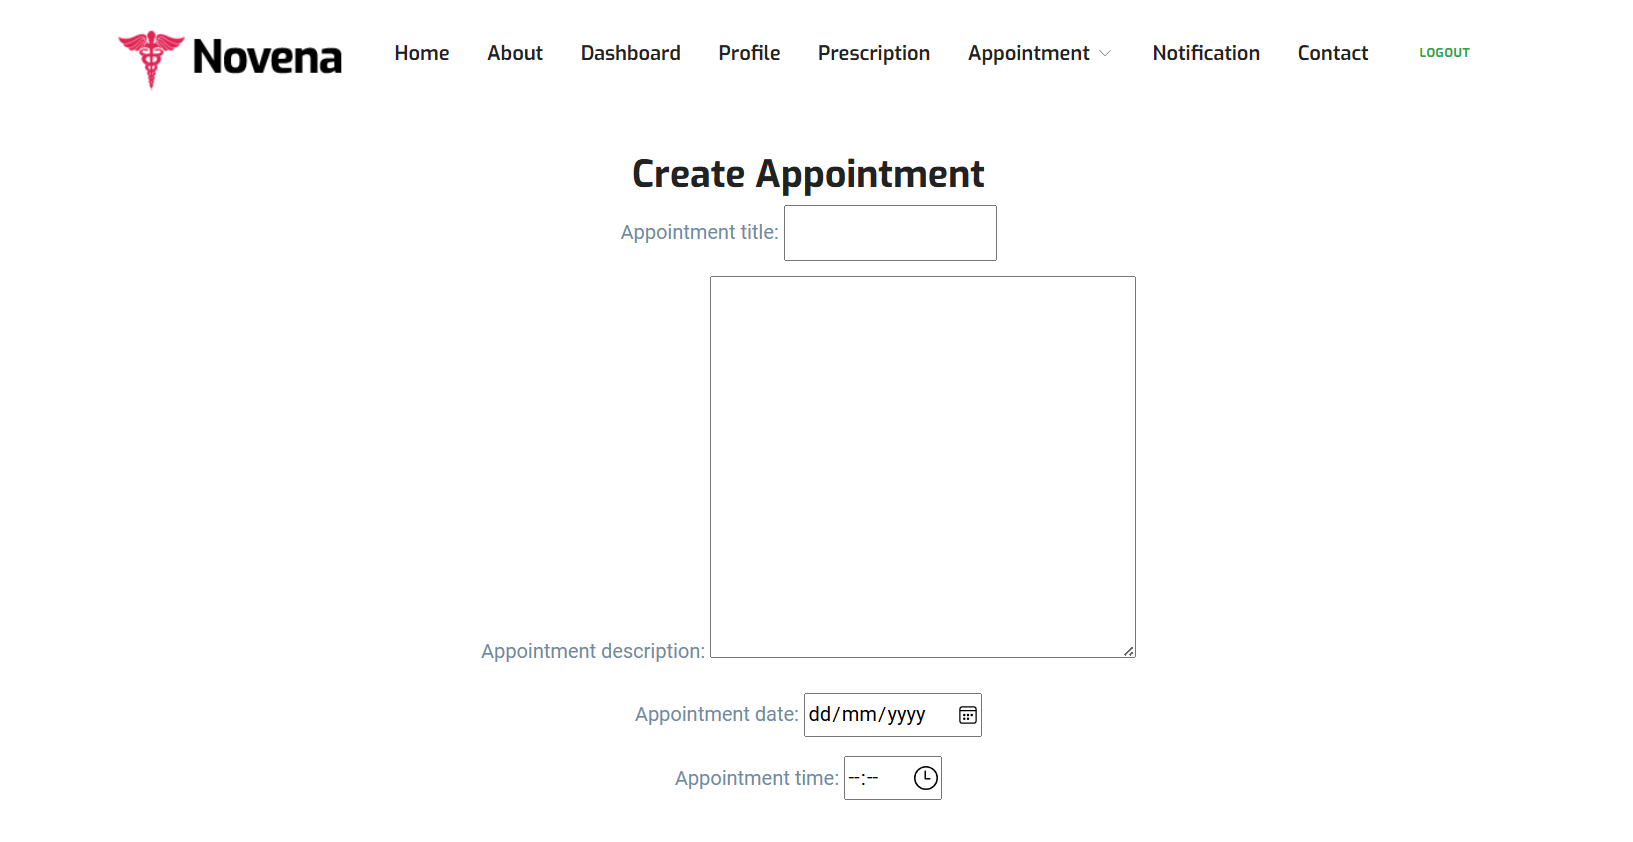 Novena Home About Dashboard Profile Prescription Appointment Notification Contact LOGOUT
Create Appointment
Appointment title:
Appointment description:
Appointment date: dd/mm/yyyy
Appointment time: --:--